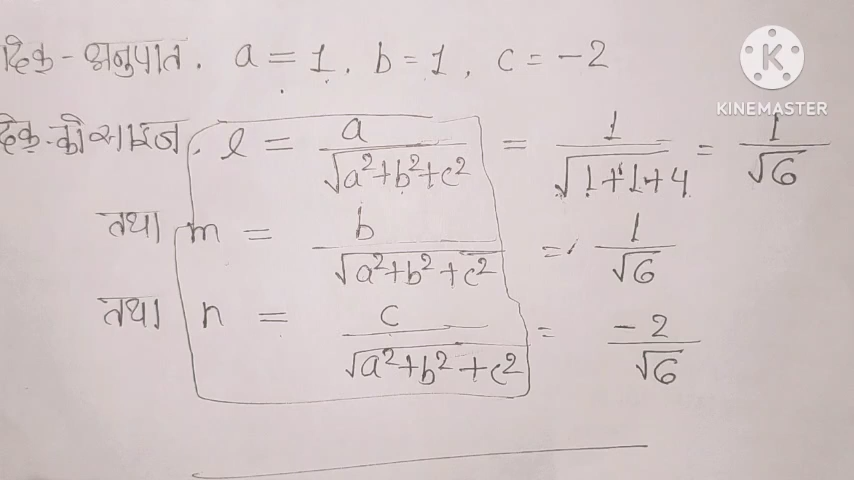 दिक्-अनुपात. a = 1. b = 1, c = -2
KINEMASTER
दिक्-कोसाइन. l = a/√a²+b²+c² = 1/√1+1+4 = 1/√6
तथा m = b/√a²+b²+c² = 1/√6
तथा n = c/√a²+b²+c² = -2/√6